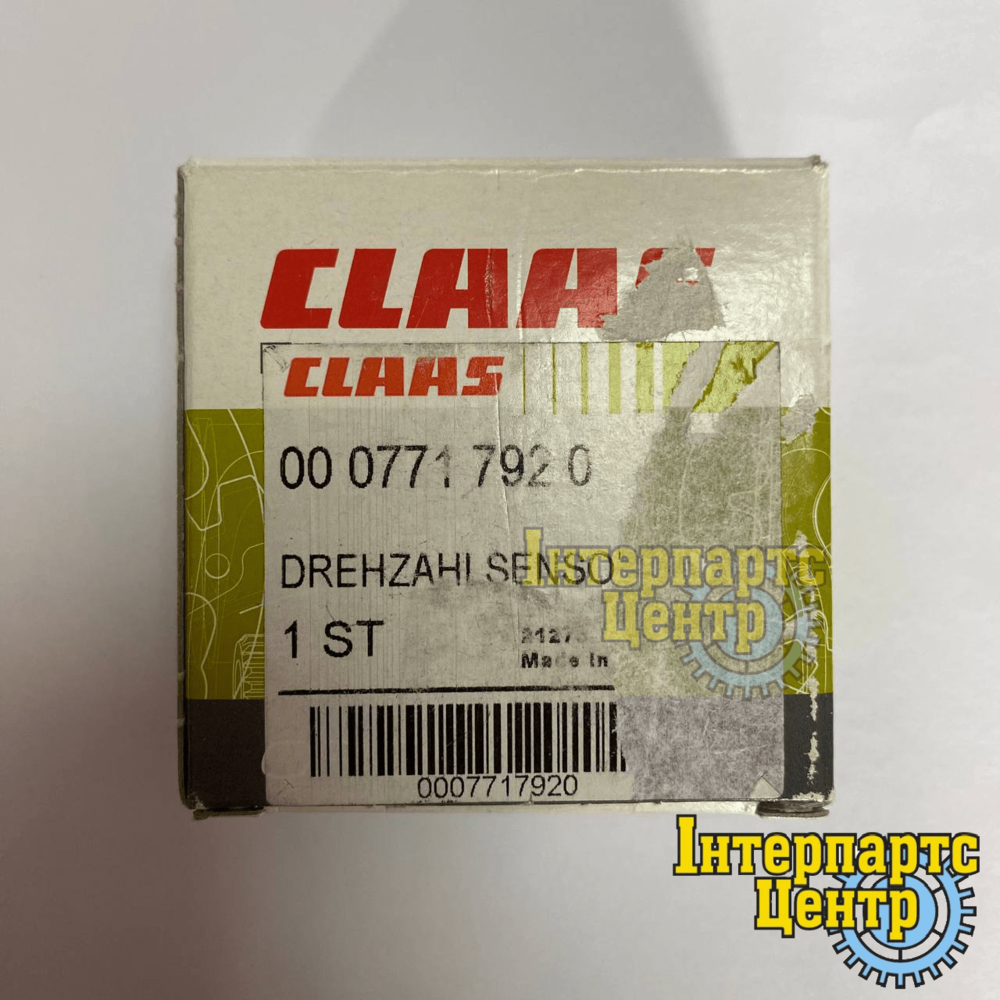 CLAAS
CLAAS
00 0771 792 0
DREHZAHLSENSO
1 ST
Made In
0007717920
Інтерпартс
Центр
Інтерпартс
Центр